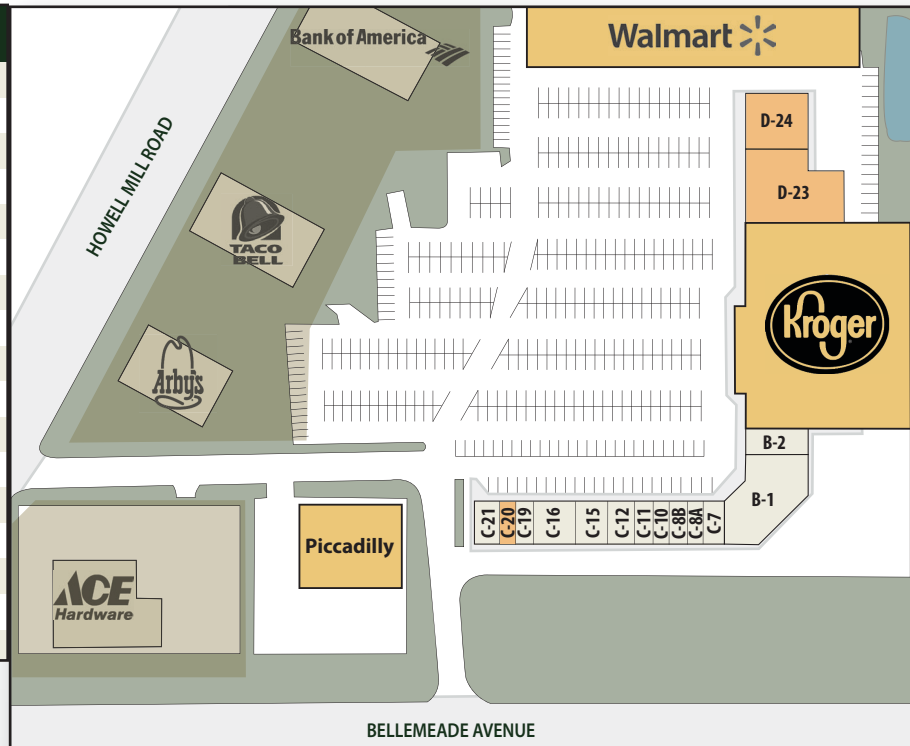 Bank of America
Walmart
D-24
HOWELL MILL ROAD
D-23
TACO
BELL
Kroger
Arby's
B-2
B-1
C-21
C-20
C-19
C-16
C-15
C-12
C-11
C-10
C-8B
C-8A
C-7
Piccadilly
ACE
Hardware
BELLEMEADE AVENUE